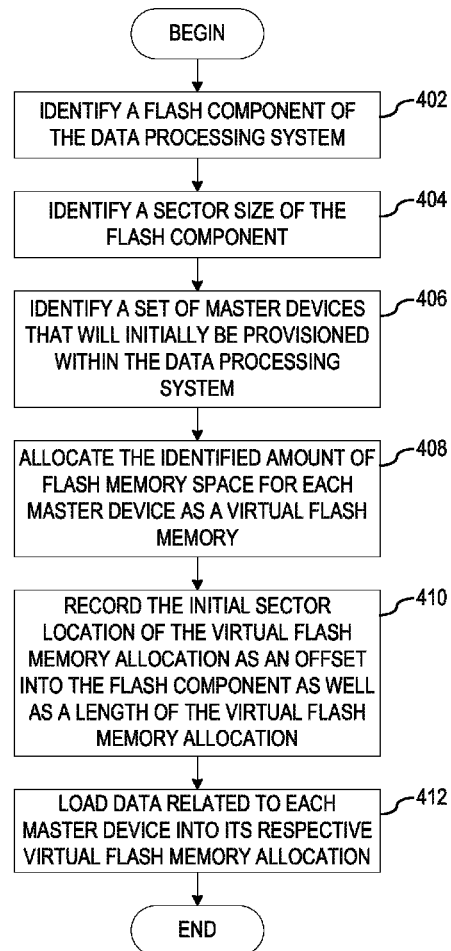 BEGIN
IDENTIFY A FLASH COMPONENT OF
THE DATA PROCESSING SYSTEM
402
IDENTIFY A SECTOR SIZE OF THE
FLASH COMPONENT
404
IDENTIFY A SET OF MASTER DEVICES
THAT WILL INITIALLY BE PROVISIONED
WITHIN THE DATA PROCESSING
SYSTEM
406
ALLOCATE THE IDENTIFIED AMOUNT OF
FLASH MEMORY SPACE FOR EACH
MASTER DEVICE AS A VIRTUAL FLASH
MEMORY
408
RECORD THE INITIAL SECTOR
LOCATION OF THE VIRTUAL FLASH
MEMORY ALLOCATION AS AN OFFSET
INTO THE FLASH COMPONENT AS WELL
AS A LENGTH OF THE VIRTUAL FLASH
MEMORY ALLOCATION
410
LOAD DATA RELATED TO EACH
MASTER DEVICE INTO ITS RESPECTIVE
VIRTUAL FLASH MEMORY ALLOCATION
412
END